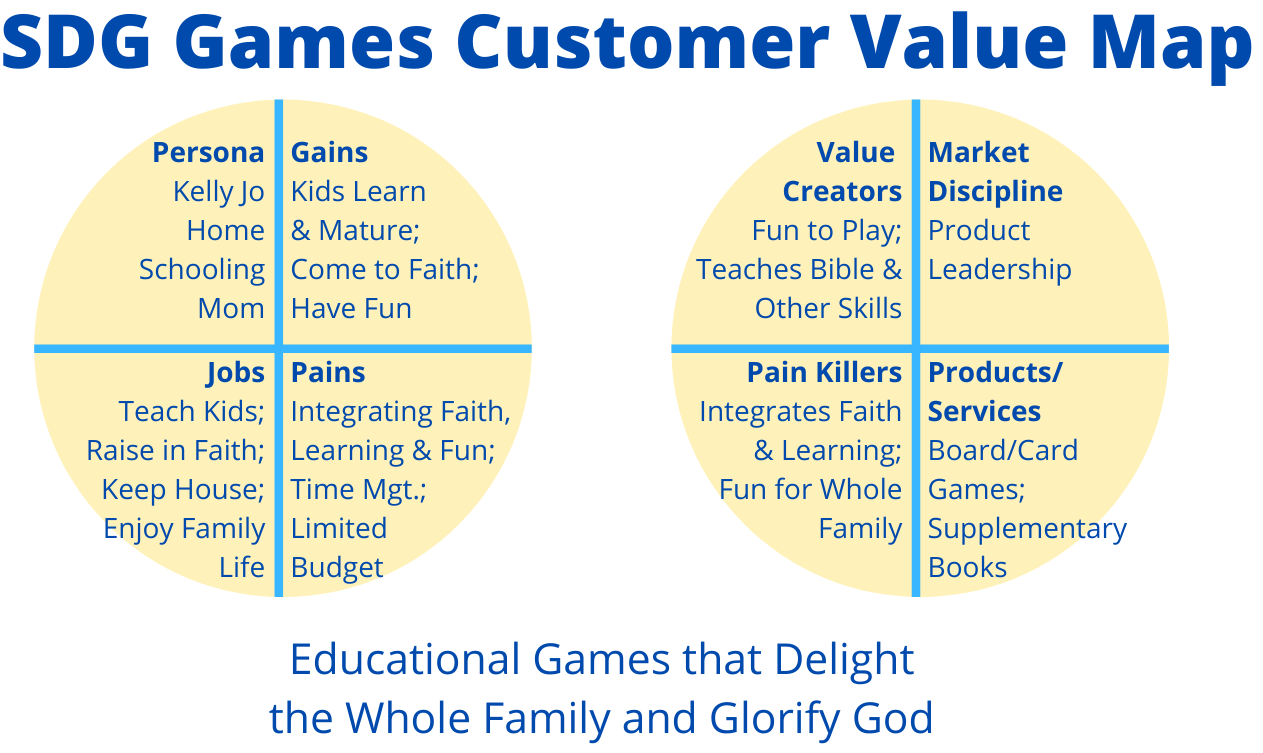 SDG Games Customer Value Map
Persona
Kelly Jo
Home
Schooling
Mom
Gains
Kids Learn
& Mature;
Come to Faith;
Have Fun
Jobs
Teach Kids;
Raise in Faith;
Keep House;
Enjoy Family
Life
Pains
Integrating Faith,
Learning & Fun;
Time Mgt.;
Limited
Budget
Value
Creators
Fun to Play;
Teaches Bible &
Other Skills
Market
Discipline
Product
Leadership
Pain Killers
Integrates Faith
& Learning;
Fun for Whole
Family
Products/
Services
Board/Card
Games;
Supplementary
Books
Educational Games that Delight
the Whole Family and Glorify God